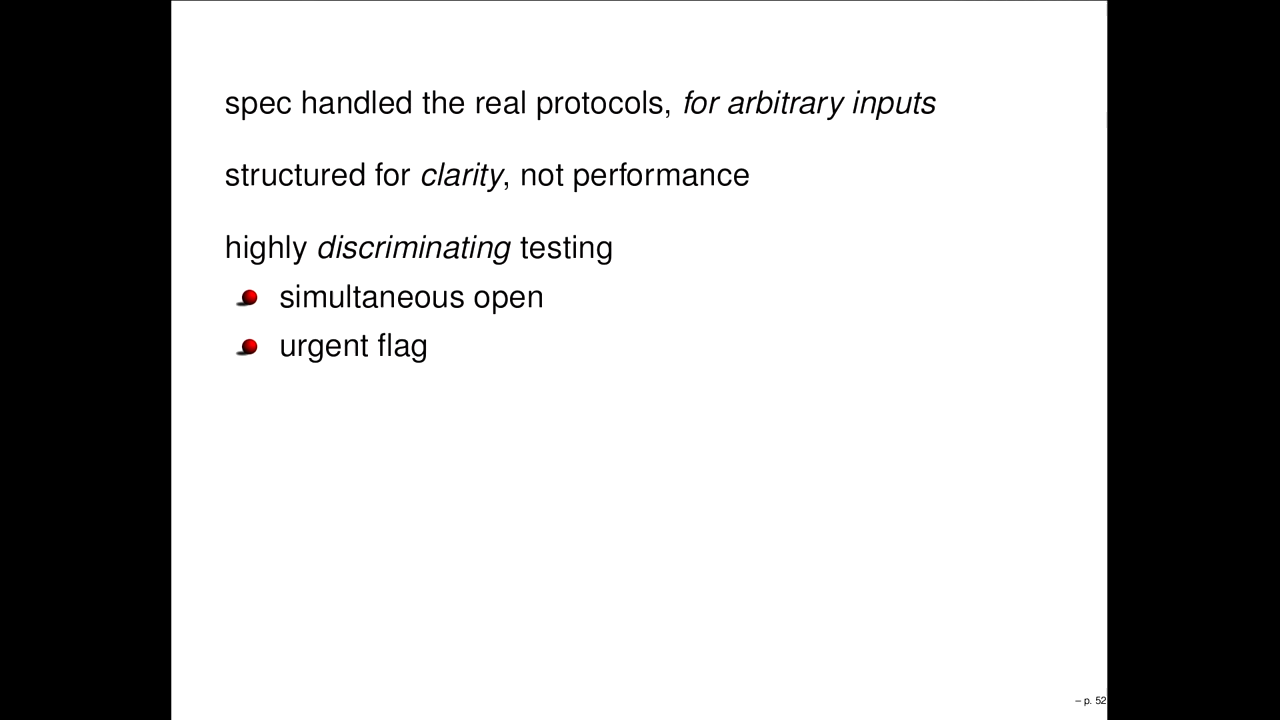 spec handled the real protocols, for arbitrary inputs
structured for clarity, not performance
highly discriminating testing
simultaneous open
urgent flag
– p. 52